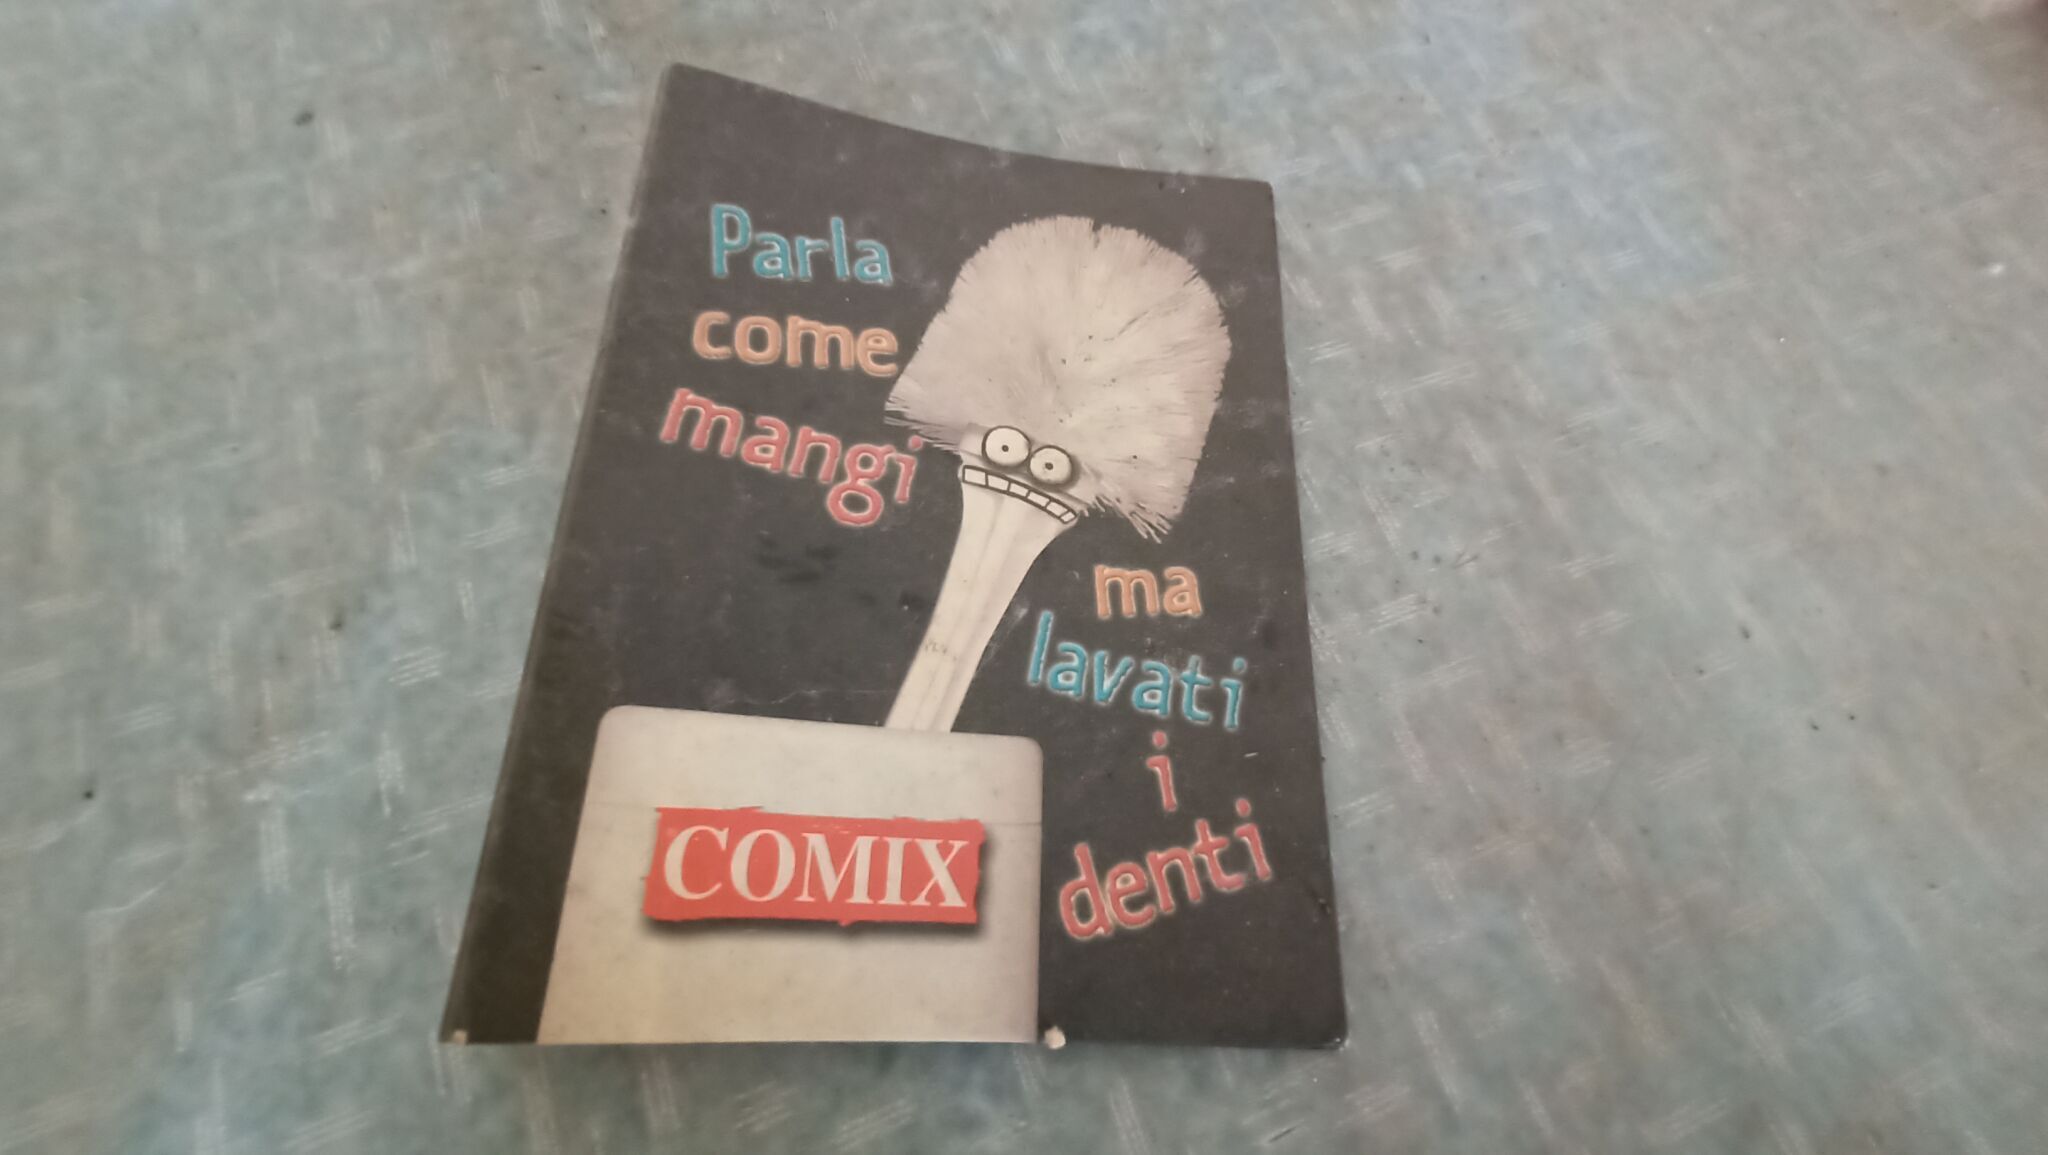 Parla
come
mangi
ma
lavati
i
denti
COMIX